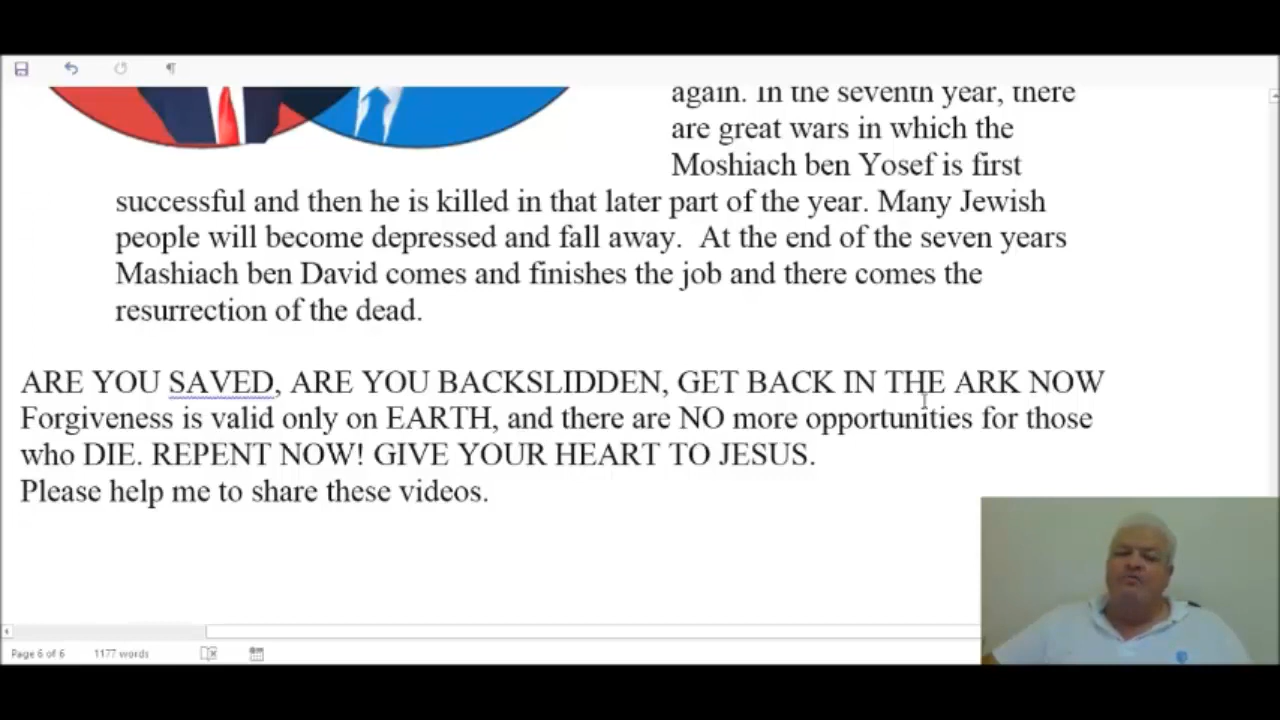 again. In the seventh year, there
are great wars in which the
Moshiach ben Yosef is first
successful and then he is killed in that later part of the year. Many Jewish
people will become depressed and fall away.  At the end of the seven years
Mashiach ben David comes and finishes the job and there comes the
resurrection of the dead.
ARE YOU SAVED, ARE YOU BACKSLIDDEN, GET BACK IN THE ARK NOW
Forgiveness is valid only on EARTH, and there are NO more opportunities for those
who DIE. REPENT NOW! GIVE YOUR HEART TO JESUS.
Please help me to share these videos.
Page 6 of 6 1177 words